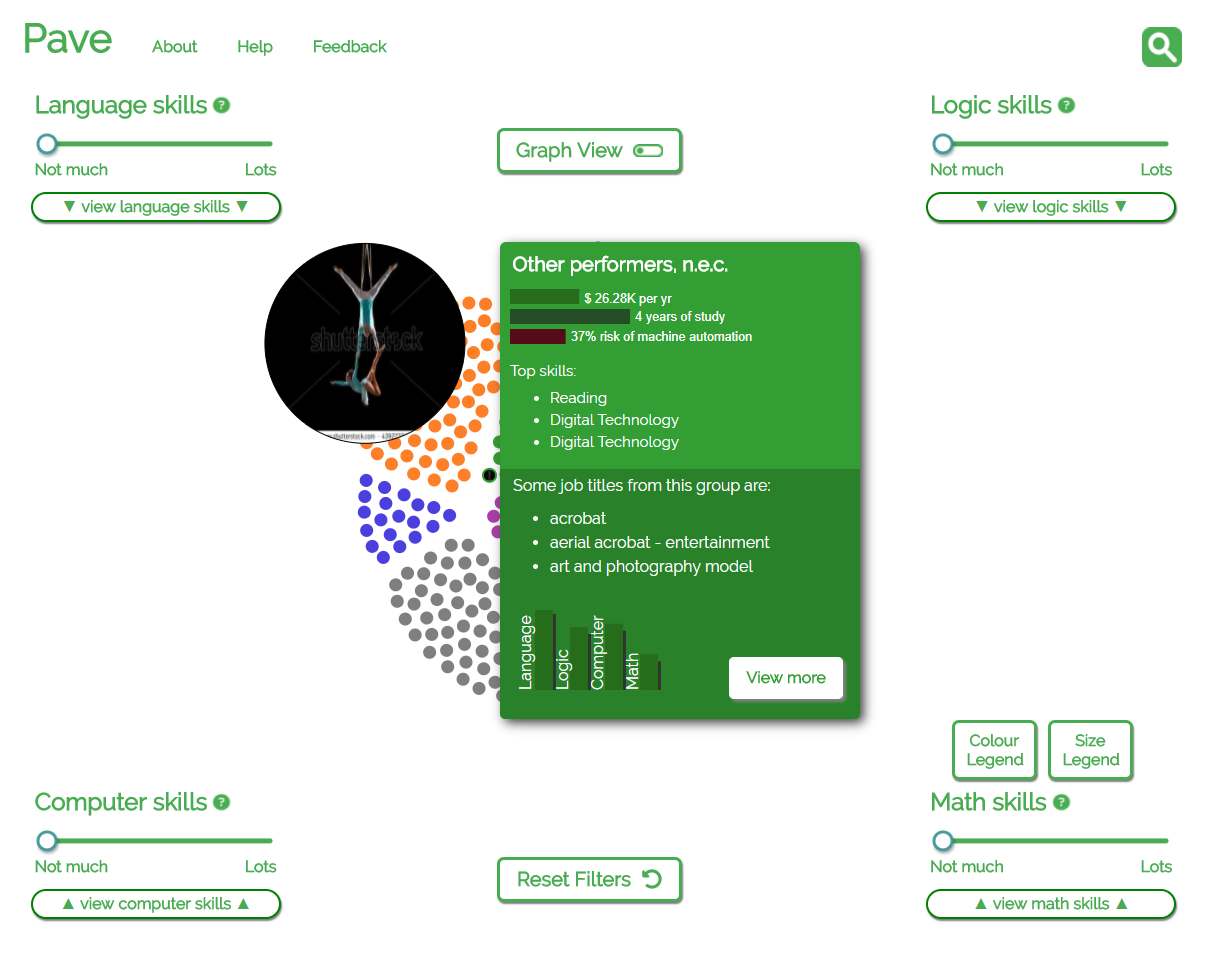 Pave
About
Help
Feedback
Language skills ?
Not much
Lots
▼ view language skills ▼
Graph View
Logic skills ?
Not much
Lots
▼ view logic skills ▼
shutterstock
Other performers, n.e.c.
$ 26.28K per yr
4 years of study
37% risk of machine automation
Top skills:
• Reading
• Digital Technology
• Digital Technology
Some job titles from this group are:
• acrobat
• aerial acrobat - entertainment
• art and photography model
Language
Logic
Computer
Math
View more
Colour
Legend
Size
Legend
Computer skills ?
Not much
Lots
▲ view computer skills ▲
Reset Filters
Math skills ?
Not much
Lots
▲ view math skills ▲